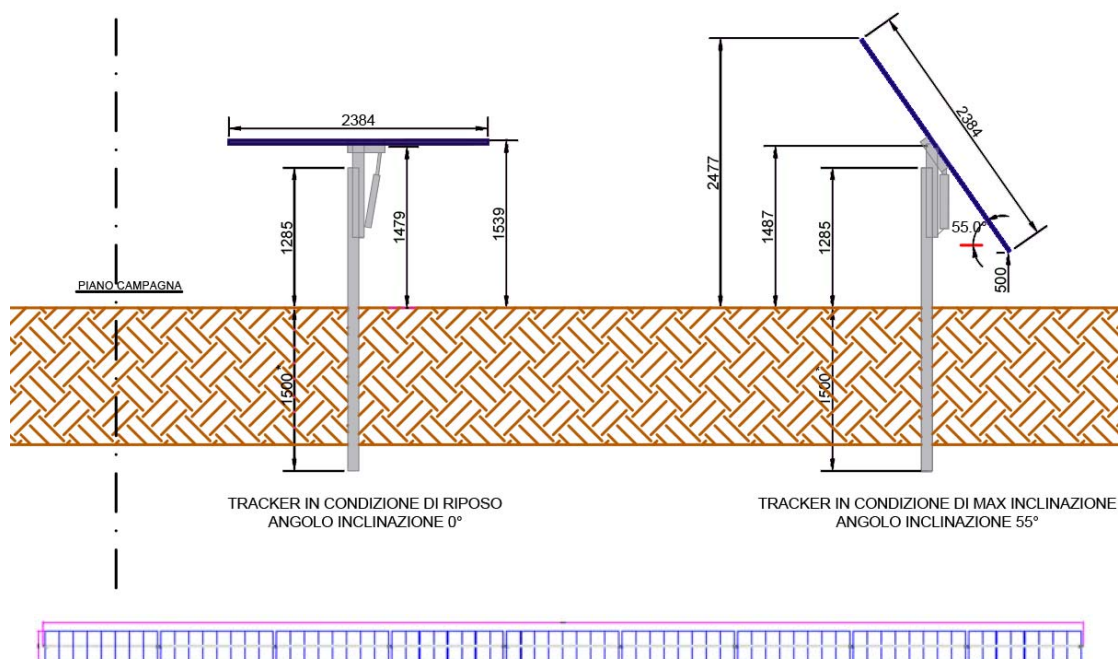 2384
2384
2477
1487
1285
1285
1479
1539
55.0°
500
PIANO CAMPAGNA
1500*
1500*
TRACKER IN CONDIZIONE DI RIPOSO
ANGOLO INCLINAZIONE 0°
TRACKER IN CONDIZIONE DI MAX INCLINAZIONE
ANGOLO INCLINAZIONE 55°